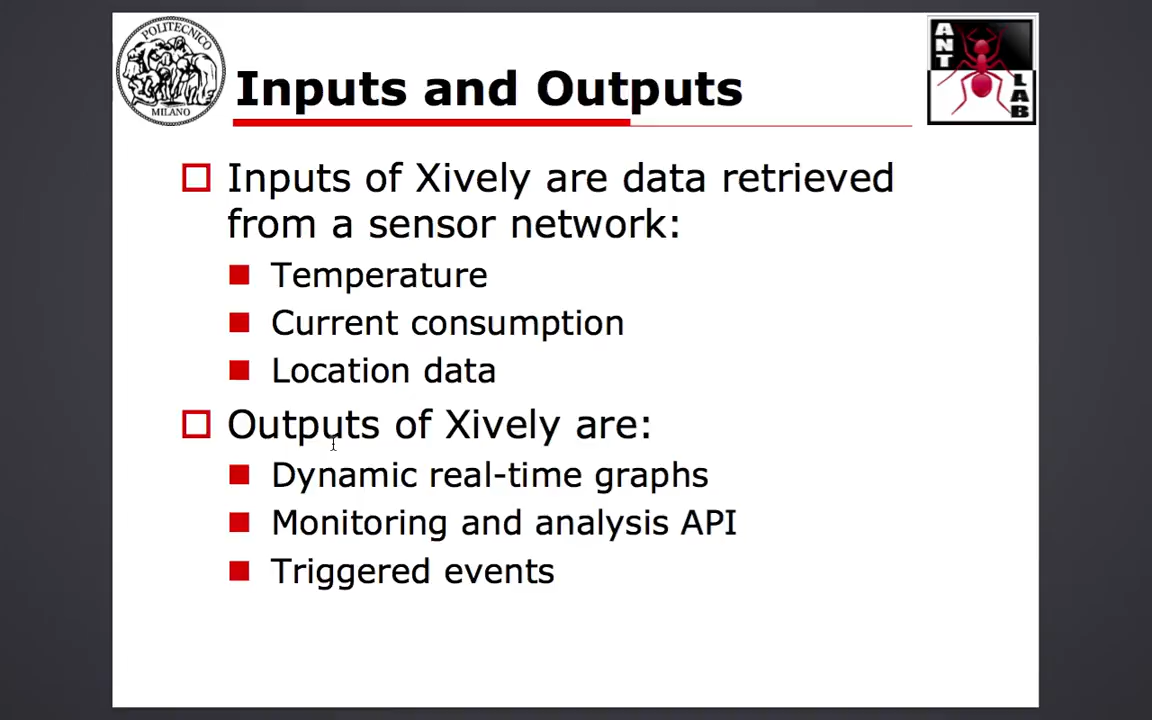 POLITECNICO
MILANO
Inputs and Outputs
ANT
LAB
Inputs of Xively are data retrieved
from a sensor network:
Temperature
Current consumption
Location data
Outputs of Xively are:
Dynamic real-time graphs
Monitoring and analysis API
Triggered events